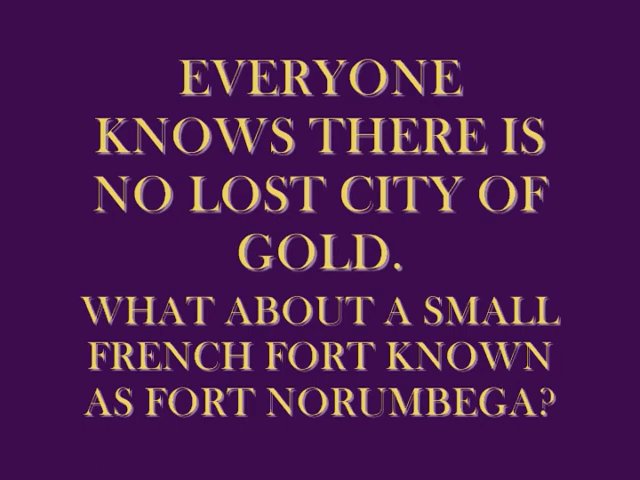 EVERYONE
KNOWS THERE IS
NO LOST CITY OF
GOLD.
WHAT ABOUT A SMALL
FRENCH FORT KNOWN
AS FORT NORUMBEGA?